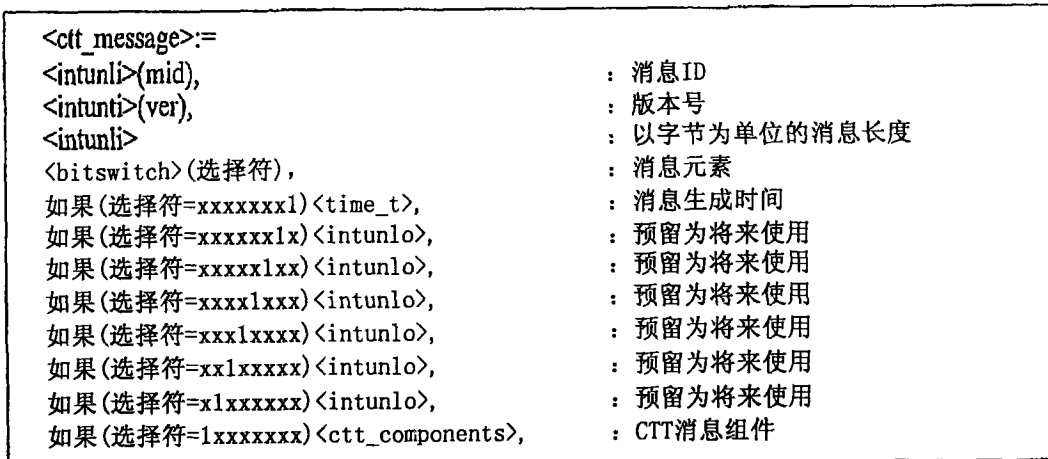 <ctt_message>:=
<intunli>(mid), : 消息ID
<intunti>(ver), : 版本号
<intunli> : 以字节为单位的消息长度
<bitswitch>(选择符), : 消息元素
如果(选择符=xxxxxxx1)<time_t>, : 消息生成时间
如果(选择符=xxxxxx1x)<intunlo>, : 预留为将来使用
如果(选择符=xxxxx1xx)<intunlo>, : 预留为将来使用
如果(选择符=xxxx1xxx)<intunlo>, : 预留为将来使用
如果(选择符=xxx1xxxx)<intunlo>, : 预留为将来使用
如果(选择符=xx1xxxxx)<intunlo>, : 预留为将来使用
如果(选择符=x1xxxxxx)<intunlo>, : 预留为将来使用
如果(选择符=1xxxxxxx)<ctt_components>, : CTT消息组件